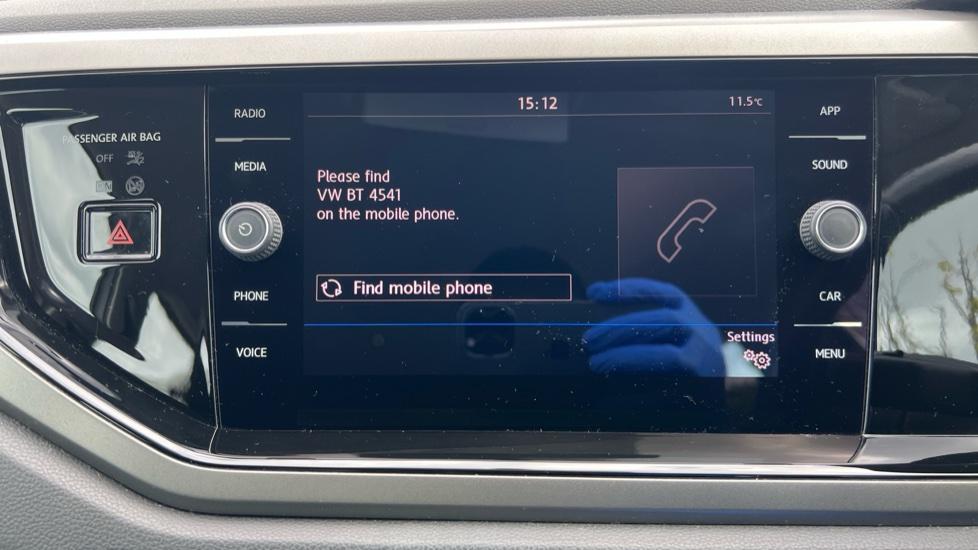 15:12
11.5°C
PASSENGER AIR BAG
OFF
ON
RADIO
MEDIA
PHONE
VOICE
Please find
VW BT 4541
on the mobile phone.
Find mobile phone
Settings
APP
SOUND
CAR
MENU